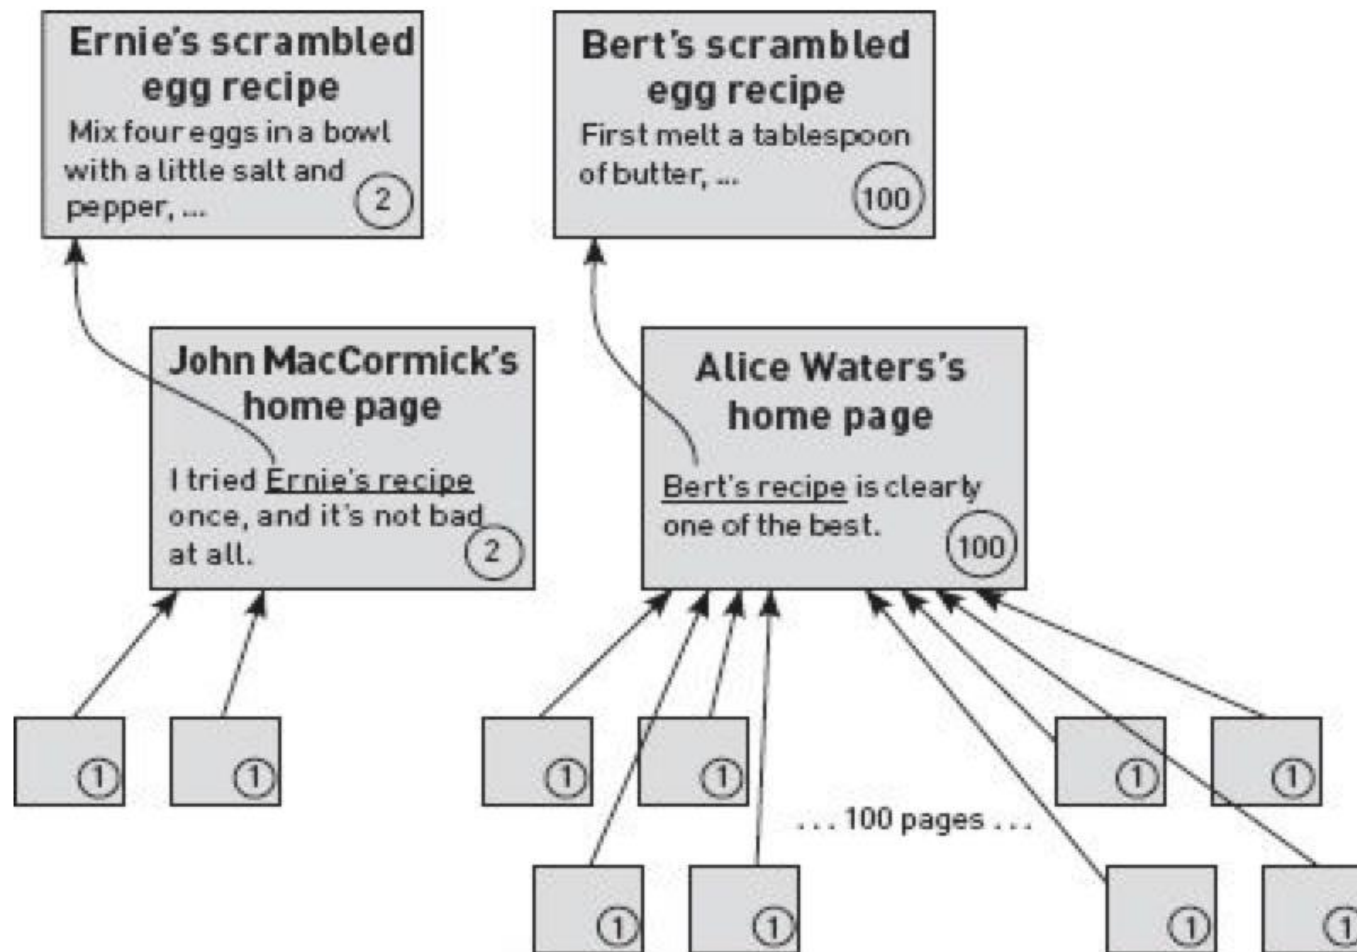 Ernie's scrambled
egg recipe
Mix four eggs in a bowl
with a little salt and
pepper, ...
2
Bert's scrambled
egg recipe
First melt a tablespoon
of butter, ...
100
John MacCormick's
home page
I tried Ernie's recipe
once, and it's not bad
at all.
2
Alice Waters's
home page
Bert's recipe is clearly
one of the best.
100
1
1
1
1
1
1
... 100 pages ...
1
1
1
1